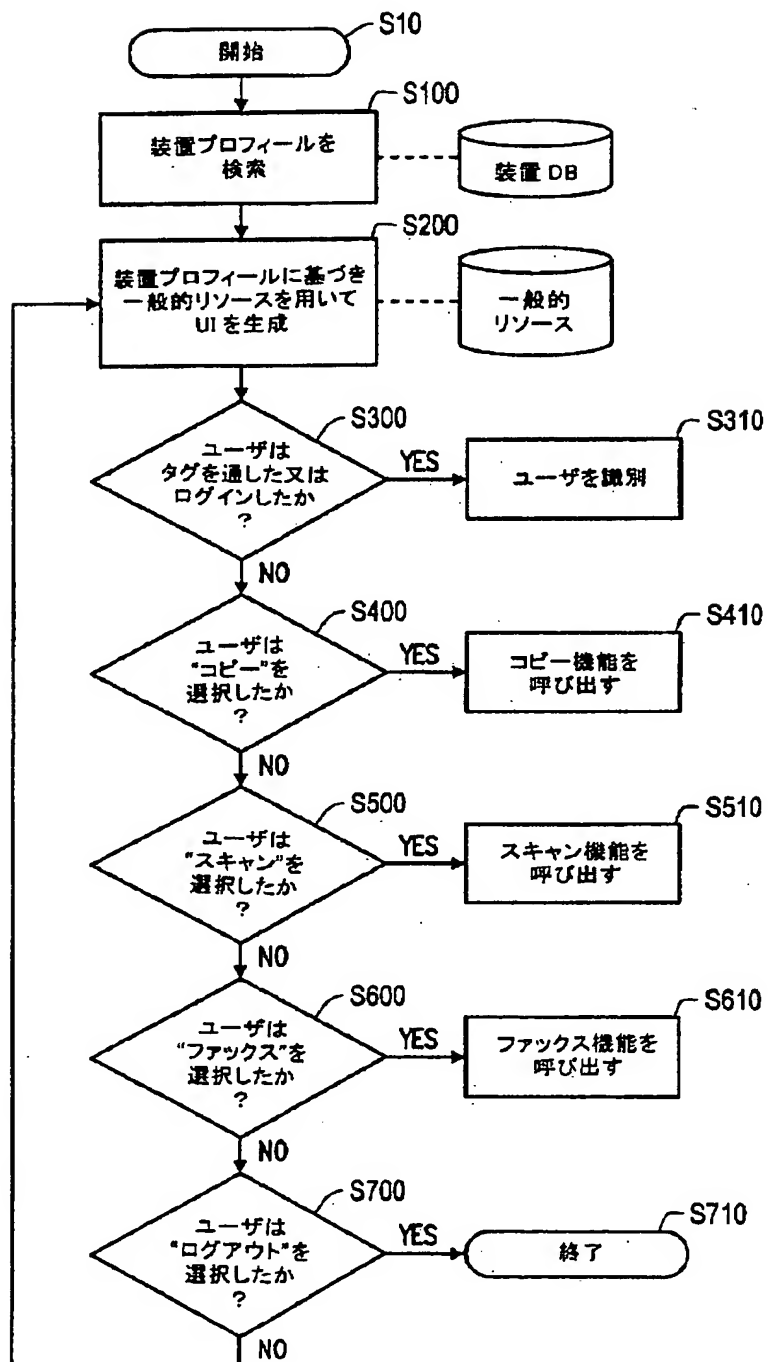 S10
開始
S100
装置プロフィールを
検索
装置 DB
S200
装置プロフィールに基づき
一般的リソースを用いて
UI を生成
一般的
リソース
S300
ユーザは
タグを通した又は
ログインしたか
?
YES
S310
ユーザを識別
NO
S400
ユーザは
“コピー”を
選択したか
?
YES
S410
コピー機能を
呼び出す
NO
S500
ユーザは
“スキャン”を
選択したか
?
YES
S510
スキャン機能を
呼び出す
NO
S600
ユーザは
“ファックス”を
選択したか
?
YES
S610
ファックス機能を
呼び出す
NO
S700
ユーザは
“ログアウト”を
選択したか
?
YES
S710
終了
NO